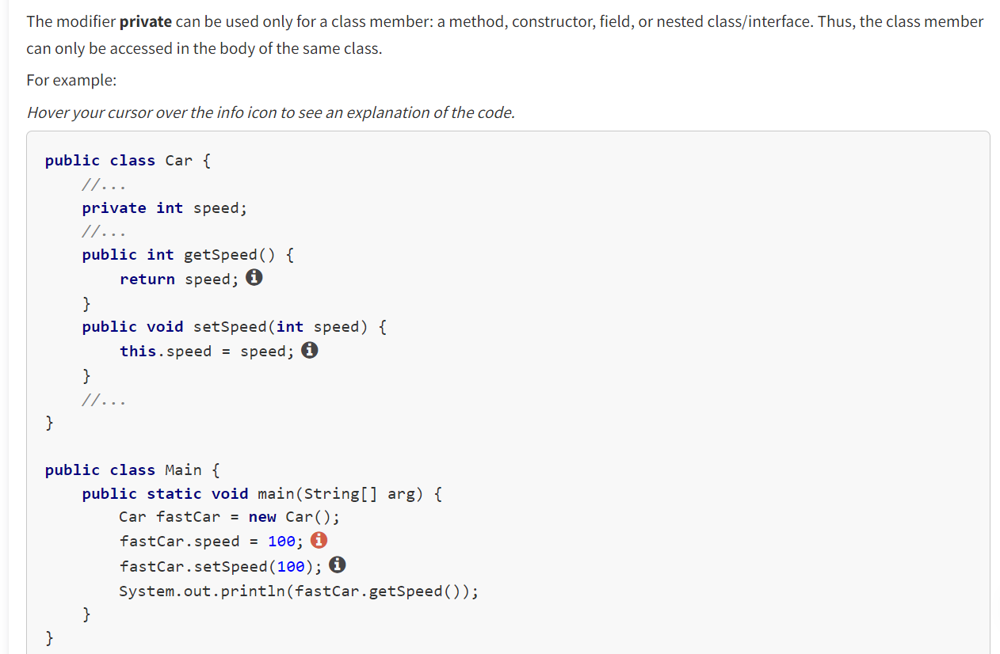 The modifier private can be used only for a class member: a method, constructor, field, or nested class/interface. Thus, the class member
can only be accessed in the body of the same class.
For example:
Hover your cursor over the info icon to see an explanation of the code.
public class Car {
    //...
    private int speed;
    //...
    public int getSpeed() {
        return speed;
    }
    public void setSpeed(int speed) {
        this.speed = speed;
    }
    //...
}
public class Main {
    public static void main(String[] arg) {
        Car fastCar = new Car();
        fastCar.speed = 100;
        fastCar.setSpeed(100);
        System.out.println(fastCar.getSpeed());
    }
}